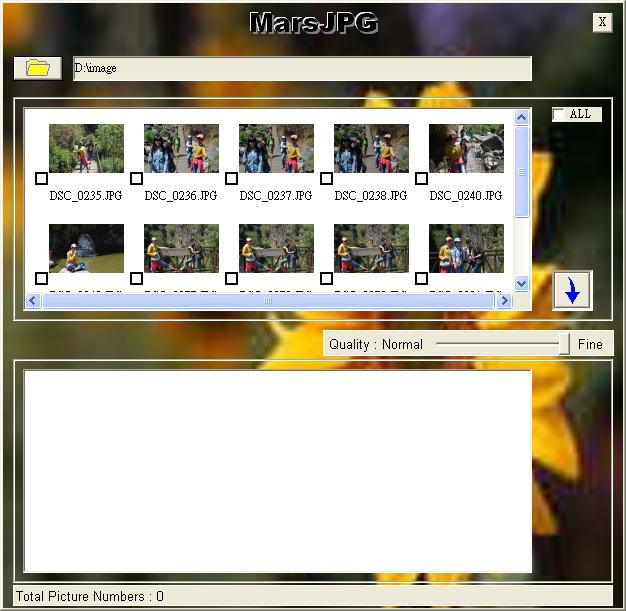 MarsJPG
X
D:\image
ALL
DSC_0235.JPG DSC_0236.JPG DSC_0237.JPG DSC_0238.JPG DSC_0240.JPG
Quality : Normal Fine
Total Picture Numbers : 0